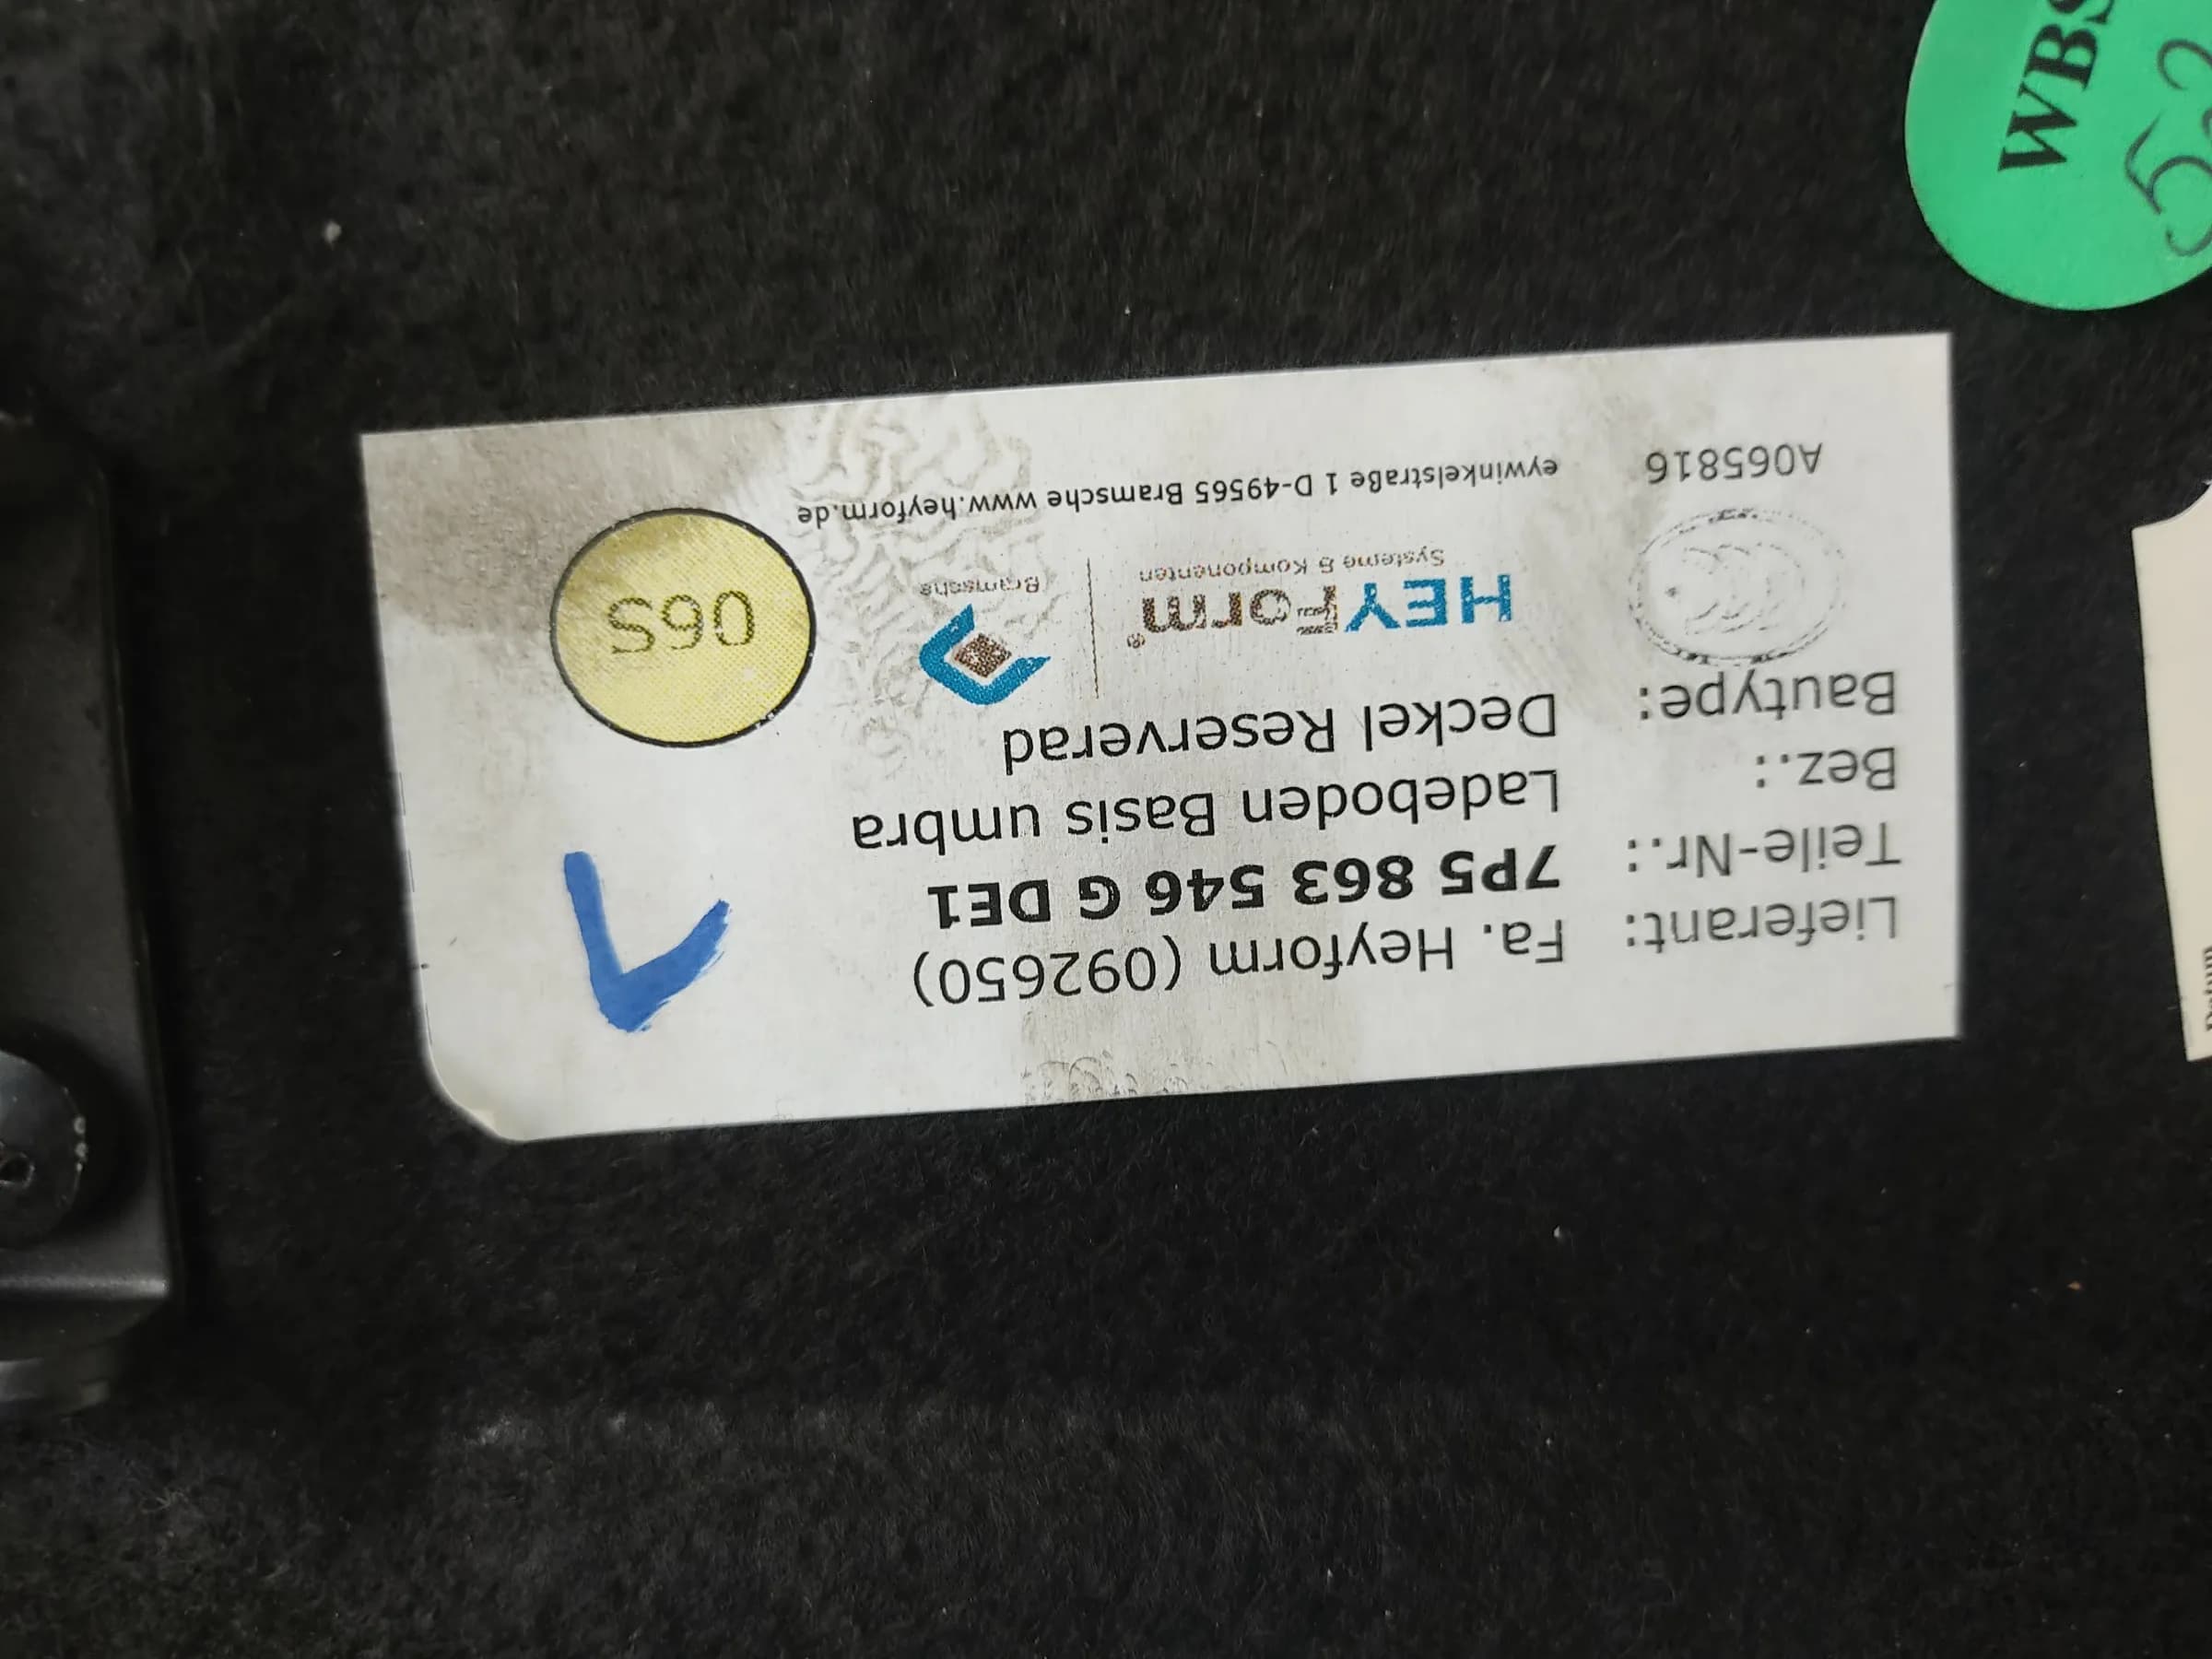 Lieferant: Fa. Heyform (092650)
Teile-Nr.: 7P5 863 546 G DE1
Bez.: Ladeboden Basis umbra
Bautype: Deckel Reserverad
HEYForm®
Systeme & Komponenten
Bramsche
06S
A065816
eywinkelstraße 1 D-49565 Bramsche www.heyform.de
WBS